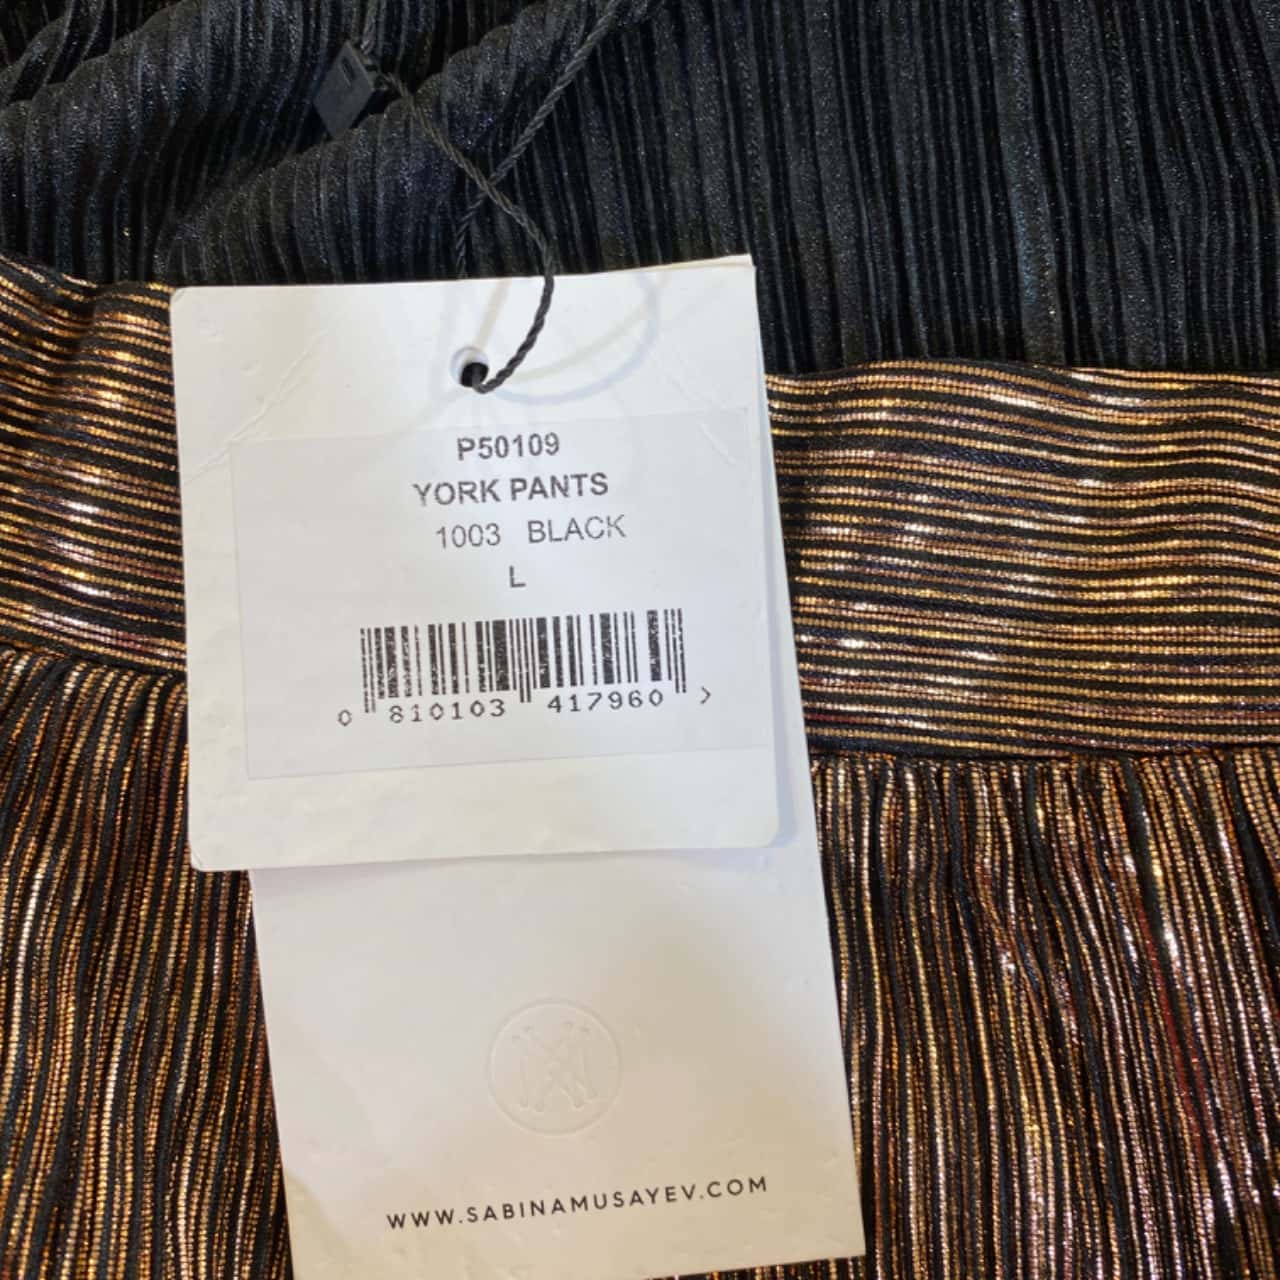 P50109
YORK PANTS
1003 BLACK
L
0 810103 417960 >
WWW.SABINAMUSAYEV.COM